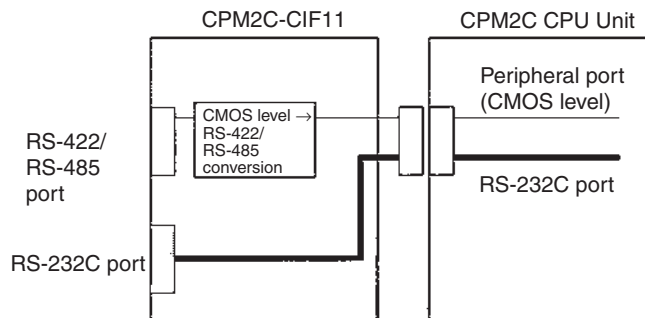 CPM2C-CIF11
CPM2C CPU Unit
Peripheral port
(CMOS level)
CMOS level →
RS-422/
RS-485
conversion
RS-422/
RS-485
port
RS-232C port
RS-232C port